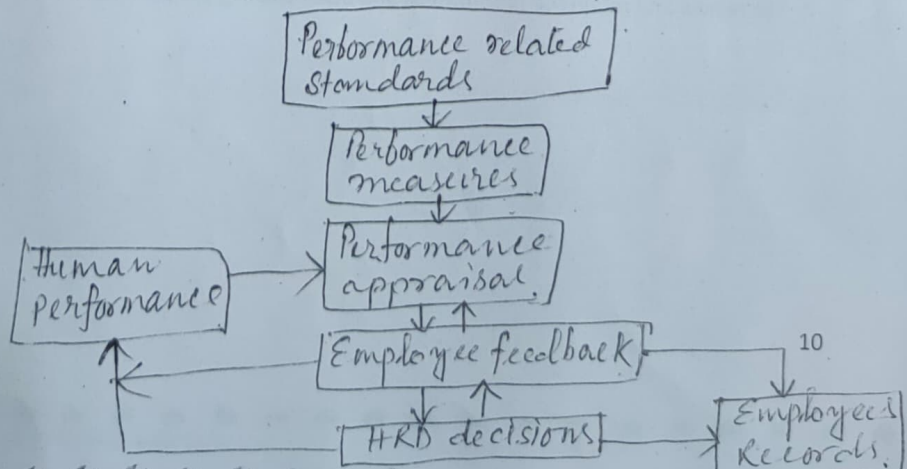 Performance related
standards
Performance
measures
Human
performance
Performance
appraisal.
Employee feedback
10
HRD decisions
Employees
Records.